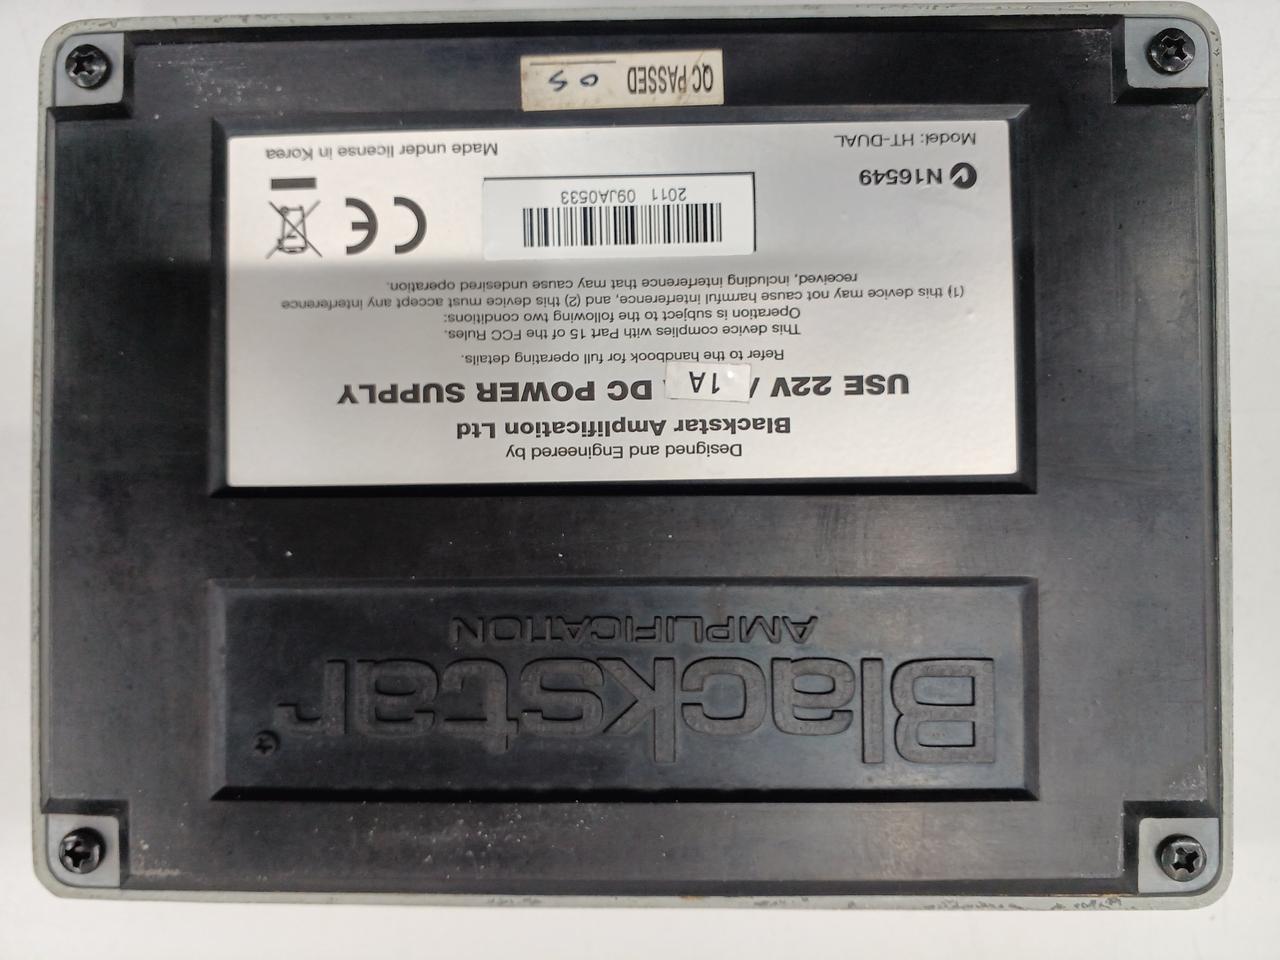 Blackstar
AMPLIFICATION
Designed and Engineered by
Blackstar Amplification Ltd
USE 22V / 1A DC POWER SUPPLY
Refer to the handbook for full operating details.
This device complies with Part 15 of the FCC Rules.
Operation is subject to the following two conditions:
(1) this device may not cause harmful interference, and (2) this device must accept any interference
received, including interference that may cause undesired operation.
2011 09JA0533
CE
N16549
Model: HT-DUAL
Made under license in Korea
QC PASSED